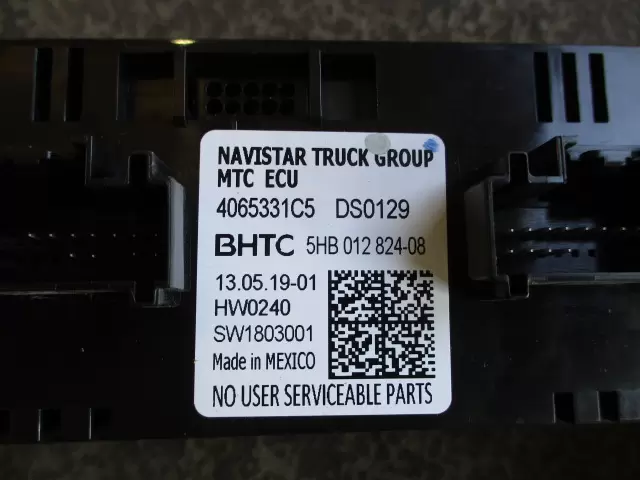 NAVISTAR TRUCK GROUP
MTC ECU
4065331C5 DS0129
BHTC 5HB 012 824-08
13.05.19-01
HW0240
SW1803001
Made in MEXICO
NO USER SERVICEABLE PARTS